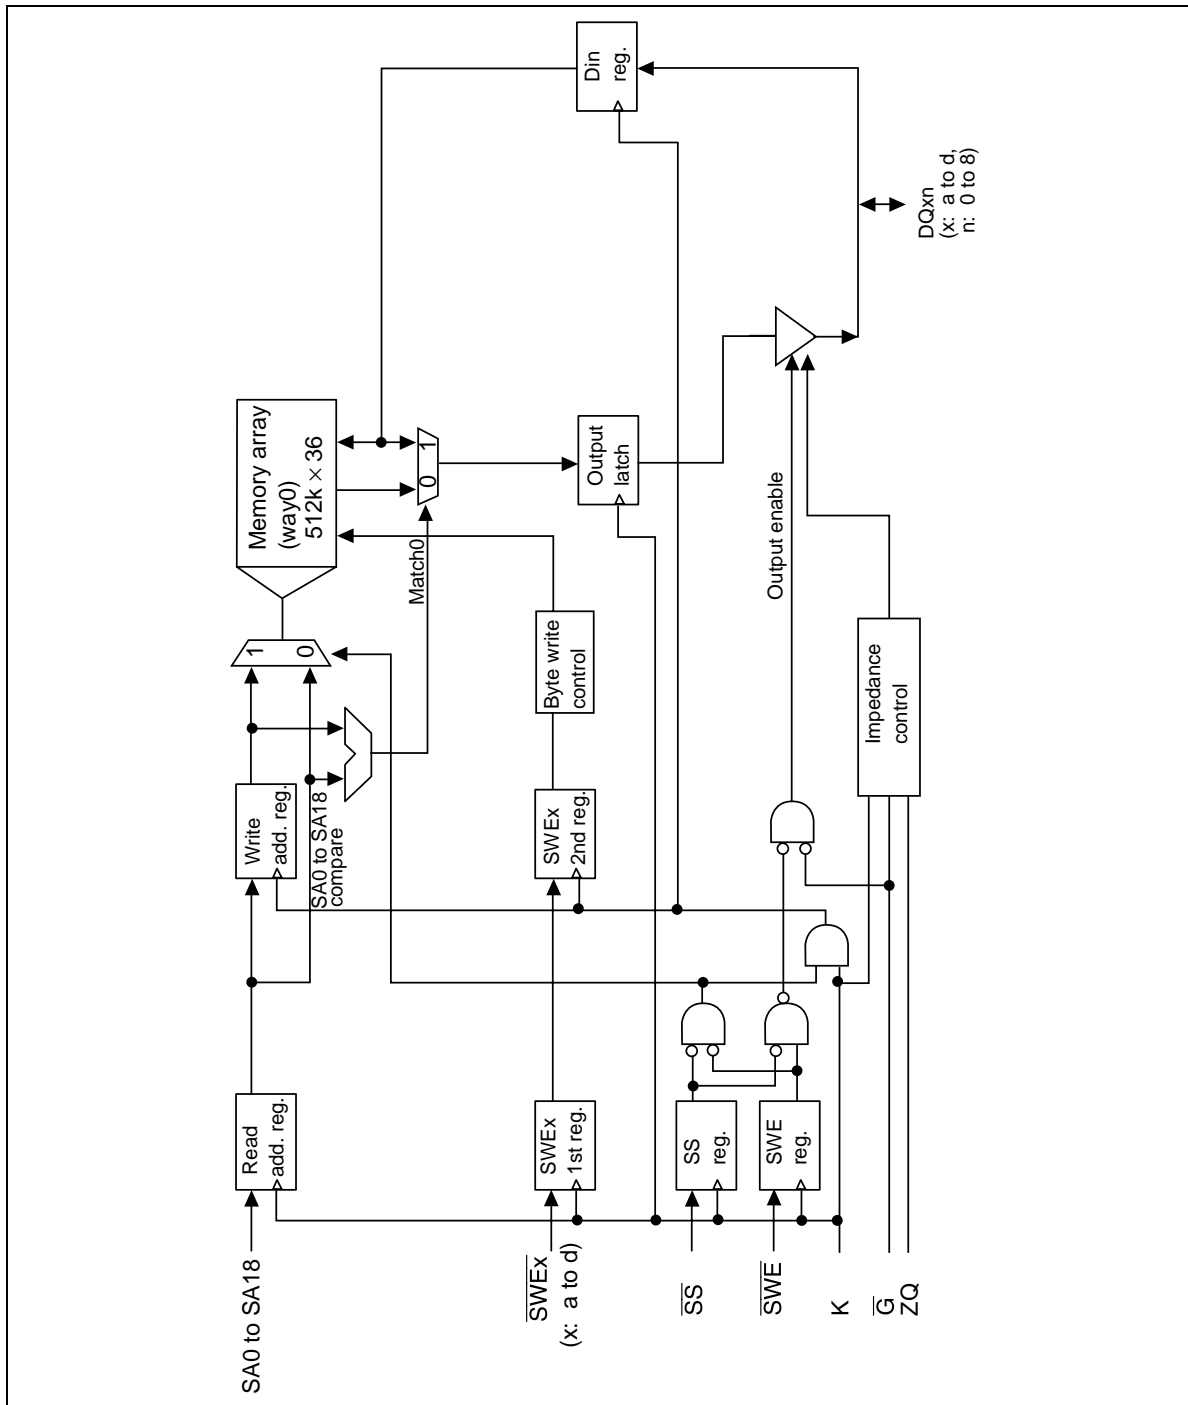 SA0 to SA18
Read
add. reg.
Write
add. reg.
SA0 to SA18
compare
1
0
Memory array
(way0)
512k × 36
Match0
0 1
SWEx
(x: a to d)
SWEx
1st reg.
SWEx
2nd reg.
Byte write
control
Output
latch
Din
reg.
SS
SS
reg.
SWE
SWE
reg.
K
G
ZQ
Output enable
Impedance
control
DQxn
(x: a to d,
n: 0 to 8)